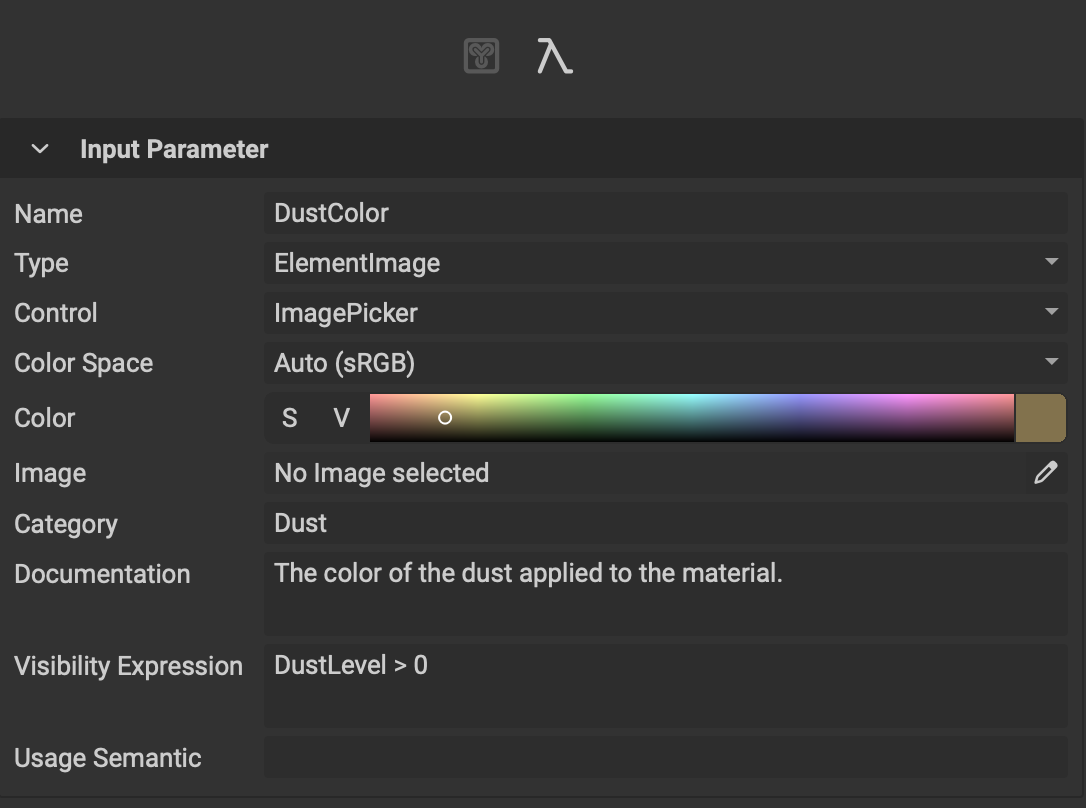 λ
Input Parameter
Name DustColor
Type ElementImage
Control ImagePicker
Color Space Auto (sRGB)
Color S V
Image No Image selected
Category Dust
Documentation The color of the dust applied to the material.
Visibility Expression DustLevel > 0
Usage Semantic